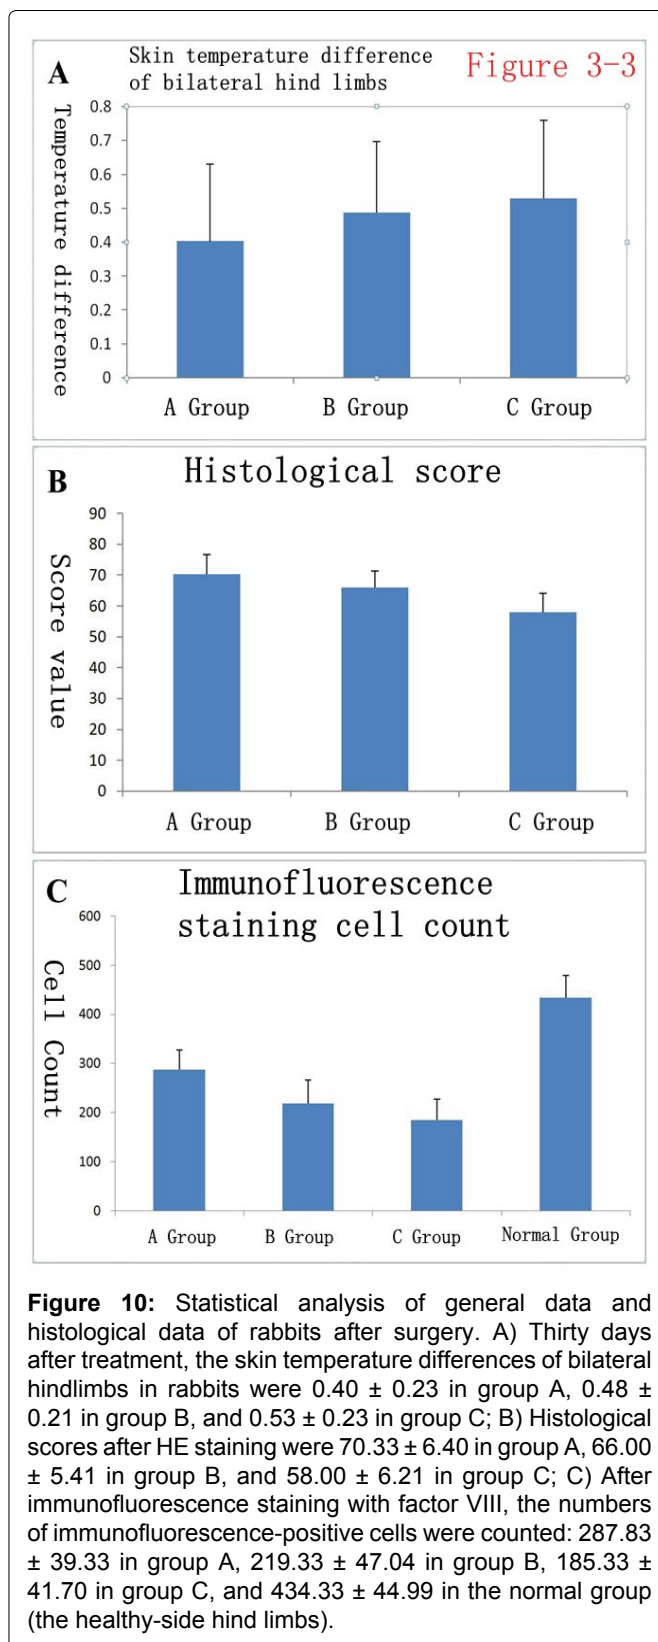 A
Skin temperature difference
of bilateral hind limbs
Figure 3-3
Temperature difference
0.8
0.7
0.6
0.5
0.4
0.3
0.2
0.1
0
A Group B Group C Group
B
Histological score
Score value
90
80
70
60
50
40
30
20
10
0
A Group B Group C Group
C
Immunofluorescence
staining cell count
Cell Count
600
500
400
300
200
100
0
A Group B Group C Group Normal Group
Figure 10: Statistical analysis of general data and
histological data of rabbits after surgery. A) Thirty days
after treatment, the skin temperature differences of bilateral
hindlimbs in rabbits were 0.40 ± 0.23 in group A, 0.48 ±
0.21 in group B, and 0.53 ± 0.23 in group C; B) Histological
scores after HE staining were 70.33 ± 6.40 in group A, 66.00
± 5.41 in group B, and 58.00 ± 6.21 in group C; C) After
immunofluorescence staining with factor VIII, the numbers
of immunofluorescence-positive cells were counted: 287.83
± 39.33 in group A, 219.33 ± 47.04 in group B, 185.33 ±
41.70 in group C, and 434.33 ± 44.99 in the normal group
(the healthy-side hind limbs).